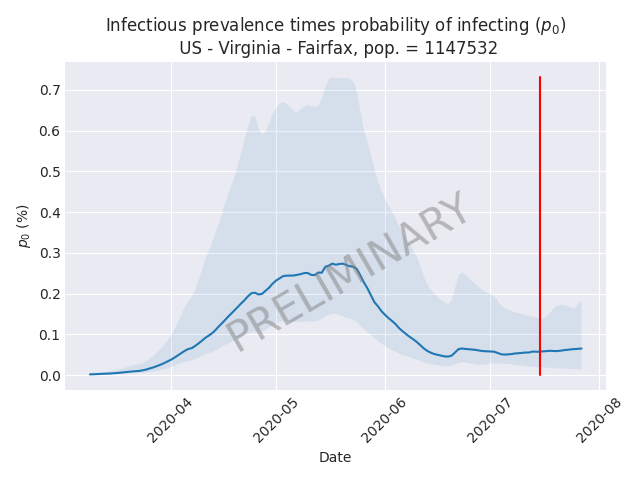 Infectious prevalence times probability of infecting (p₀)
US - Virginia - Fairfax, pop. = 1147532
0.7
0.6
0.5
0.4
0.3
0.2
0.1
0.0
p₀ (%)
PRELIMINARY
2020-04
2020-05
2020-06
2020-07
2020-08
Date